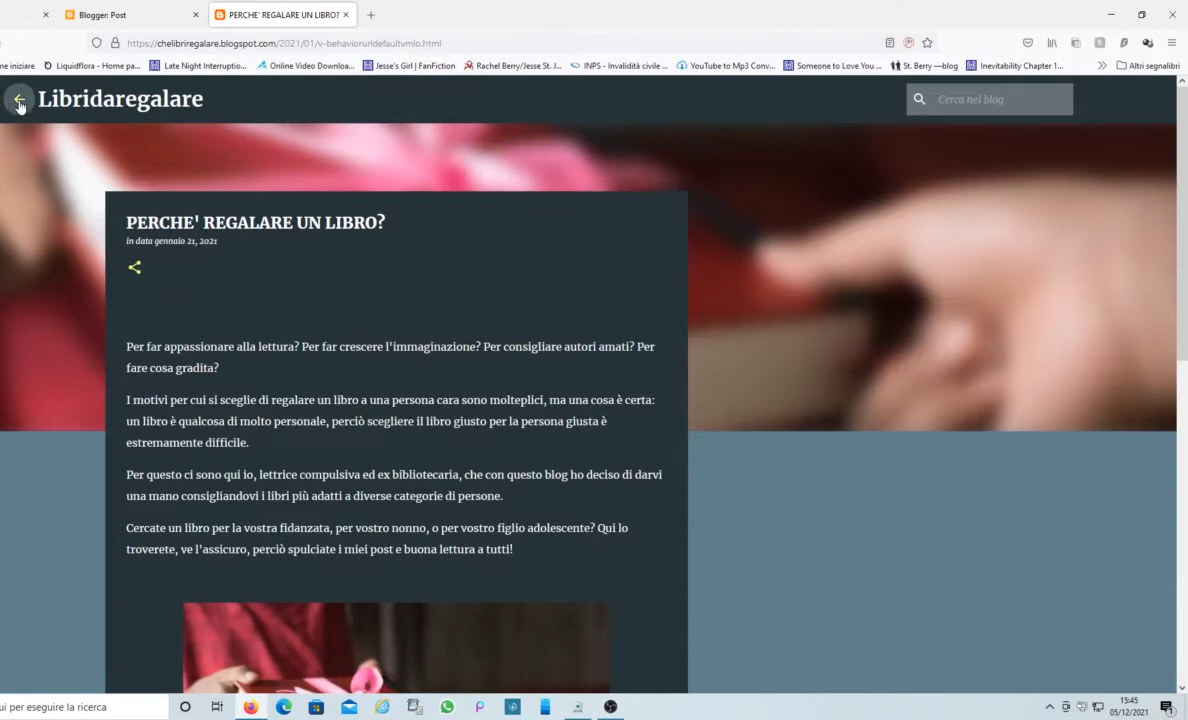 Blogger: Post
PERCHE' REGALARE UN LIBRO?
https://chelibriregalare.blogspot.com/2021/01/v-behaviorurldefaultvmlo.html
me iniziare
Liquidflora - Home pa...
Late Night Interruptio...
Online Video Downloa...
Jesse's Girl | FanFiction
Rachel Berry/Jesse St. J...
INPS - Invalidità civile ...
YouTube to Mp3 Conv...
Someone to Love You ...
St. Berry —blog
Inevitability Chapter 1...
Altri segnalibri
Libridaregalare
Cerca nel blog
PERCHE' REGALARE UN LIBRO?
in data gennaio 21, 2021
Per far appassionare alla lettura? Per far crescere l'immaginazione? Per consigliare autori amati? Per
fare cosa gradita?
I motivi per cui si sceglie di regalare un libro a una persona cara sono molteplici, ma una cosa è certa:
un libro è qualcosa di molto personale, perciò scegliere il libro giusto per la persona giusta è
estremamente difficile.
Per questo ci sono qui io, lettrice compulsiva ed ex bibliotecaria, che con questo blog ho deciso di darvi
una mano consigliandovi i libri più adatti a diverse categorie di persone.
Cercate un libro per la vostra fidanzata, per vostro nonno, o per vostro figlio adolescente? Qui lo
troverete, ve l'assicuro, perciò spulciate i miei post e buona lettura a tutti!
ui per eseguire la ricerca
15:45
05/12/2021